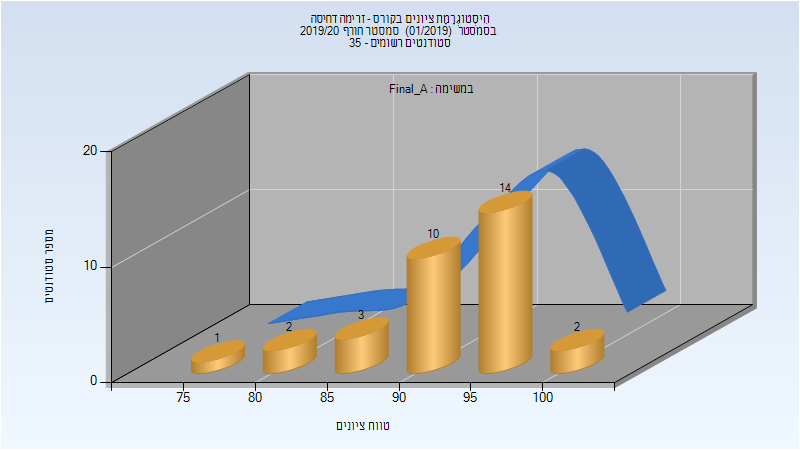 היסטוגרמת ציונים בקורס - זרימה דחיסה
בסמסטר (01/2019) סמסטר חורף 2019/20
סטודנטים רשומים - 35
במשימה : Final_A
20
10
0
מספר סטודנטים
1
2
3
10
14
2
75
80
85
90
95
100
טווח ציונים